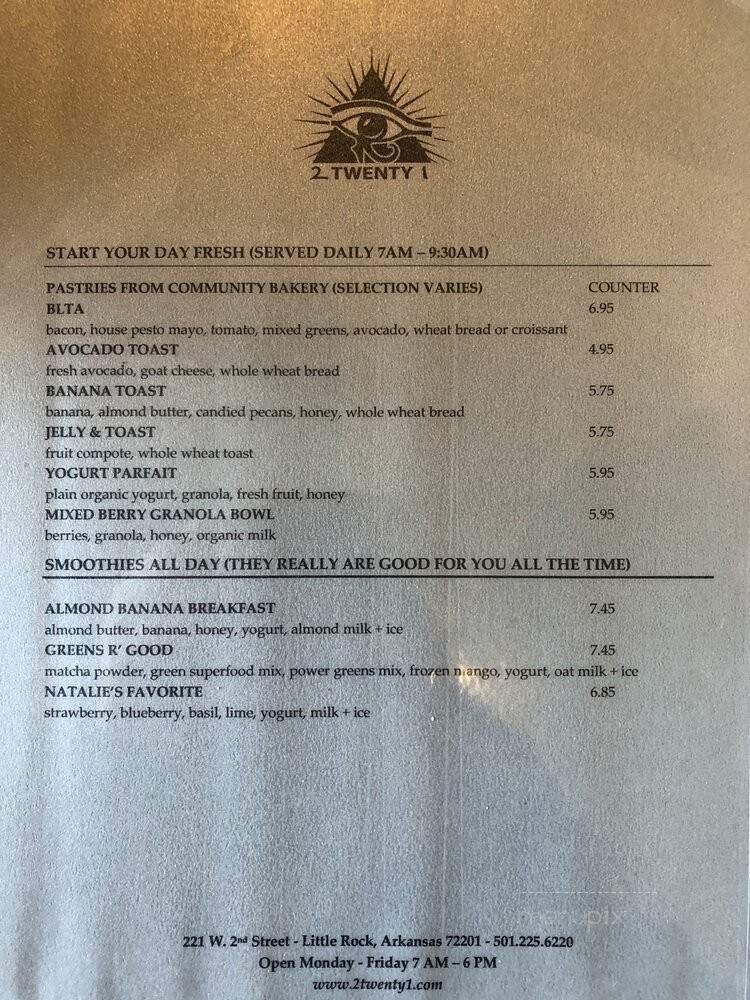 2 TWENTY 1
START YOUR DAY FRESH (SERVED DAILY 7AM – 9:30AM)
PASTRIES FROM COMMUNITY BAKERY (SELECTION VARIES) COUNTER
BLTA 6.95
bacon, house pesto mayo, tomato, mixed greens, avocado, wheat bread or croissant
AVOCADO TOAST 4.95
fresh avocado, goat cheese, whole wheat bread
BANANA TOAST 5.75
banana, almond butter, candied pecans, honey, whole wheat bread
JELLY & TOAST 5.75
fruit compote, whole wheat toast
YOGURT PARFAIT 5.95
plain organic yogurt, granola, fresh fruit, honey
MIXED BERRY GRANOLA BOWL 5.95
berries, granola, honey, organic milk
SMOOTHIES ALL DAY (THEY REALLY ARE GOOD FOR YOU ALL THE TIME)
ALMOND BANANA BREAKFAST 7.45
almond butter, banana, honey, yogurt, almond milk + ice
GREENS R' GOOD 7.45
matcha powder, green superfood mix, power greens mix, frozen mango, yogurt, oat milk + ice
NATALIE'S FAVORITE 6.85
strawberry, blueberry, basil, lime, yogurt, milk + ice
221 W. 2nd Street - Little Rock, Arkansas 72201 - 501.225.6220
Open Monday - Friday 7 AM – 6 PM
www.2twenty1.com